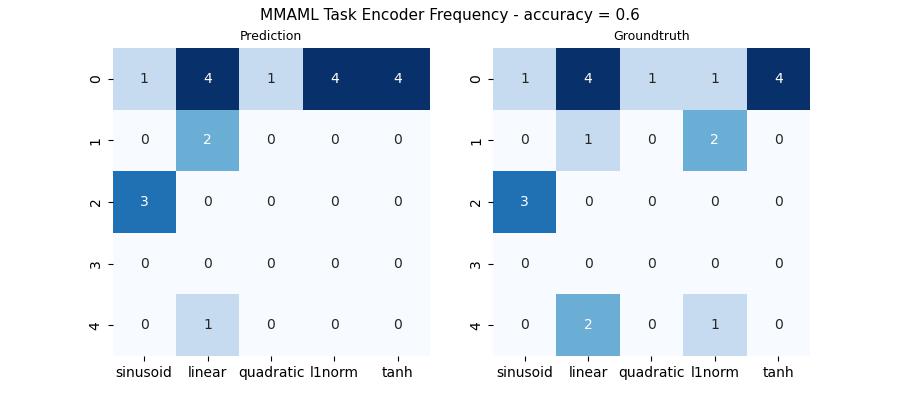 MMAML Task Encoder Frequency - accuracy = 0.6
Prediction
0 1 4 1 4 4
1 0 2 0 0 0
2 3 0 0 0 0
3 0 0 0 0 0
4 0 1 0 0 0
sinusoid linear quadratic l1norm tanh
Groundtruth
0 1 4 1 1 4
1 0 1 0 2 0
2 3 0 0 0 0
3 0 0 0 0 0
4 0 2 0 1 0
sinusoid linear quadratic l1norm tanh